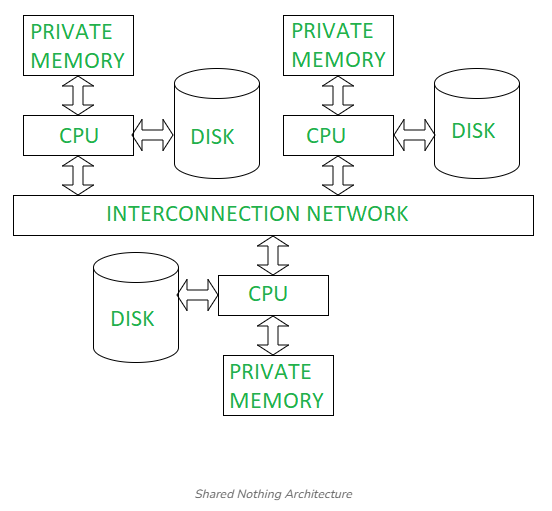 PRIVATE
MEMORY
PRIVATE
MEMORY
CPU
DISK
CPU
DISK
INTERCONNECTION NETWORK
DISK
CPU
PRIVATE
MEMORY
Shared Nothing Architecture